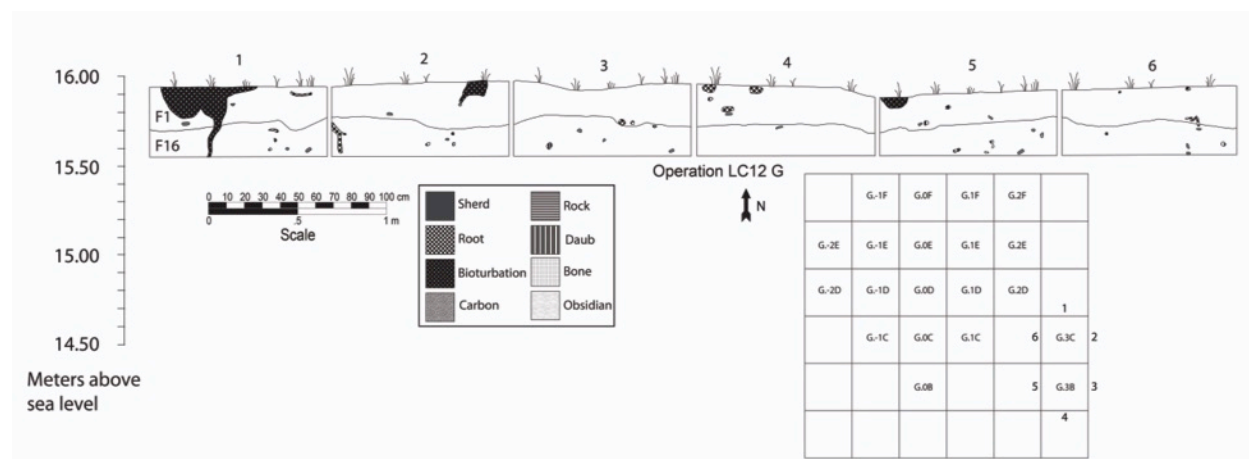 1 2 3 4 5 6
16.00
F1
F16
15.50
15.00
14.50
Meters above
sea level
0 10 20 30 40 50 60 70 80 90 100 cm
0 .5 1 m
Scale
Sherd Rock
Root Daub
Bioturbation Bone
Carbon Obsidian
Operation LC12 G
N
G.-1F G.0F G.1F G.2F
G.-2E G.-1E G.0E G.1E G.2E
G.-2D G.-1D G.0D G.1D G.2D
1
G.-1C G.0C G.1C 6 G.3C 2
G.0B 5 G.3B 3
4